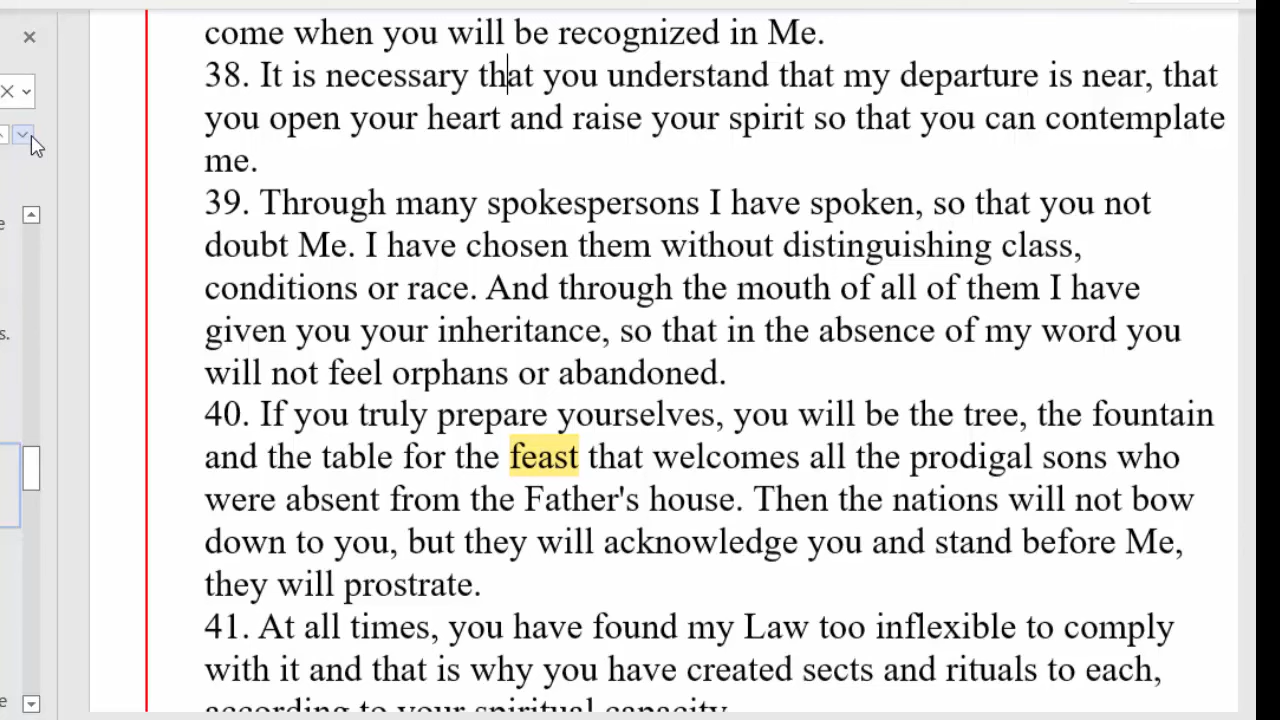 come when you will be recognized in Me.
38. It is necessary that you understand that my departure is near, that
you open your heart and raise your spirit so that you can contemplate
me.
39. Through many spokespersons I have spoken, so that you not
doubt Me. I have chosen them without distinguishing class,
conditions or race. And through the mouth of all of them I have
given you your inheritance, so that in the absence of my word you
will not feel orphans or abandoned.
40. If you truly prepare yourselves, you will be the tree, the fountain
and the table for the feast that welcomes all the prodigal sons who
were absent from the Father's house. Then the nations will not bow
down to you, but they will acknowledge you and stand before Me,
they will prostrate.
41. At all times, you have found my Law too inflexible to comply
with it and that is why you have created sects and rituals to each,
according to your spiritual capacity.